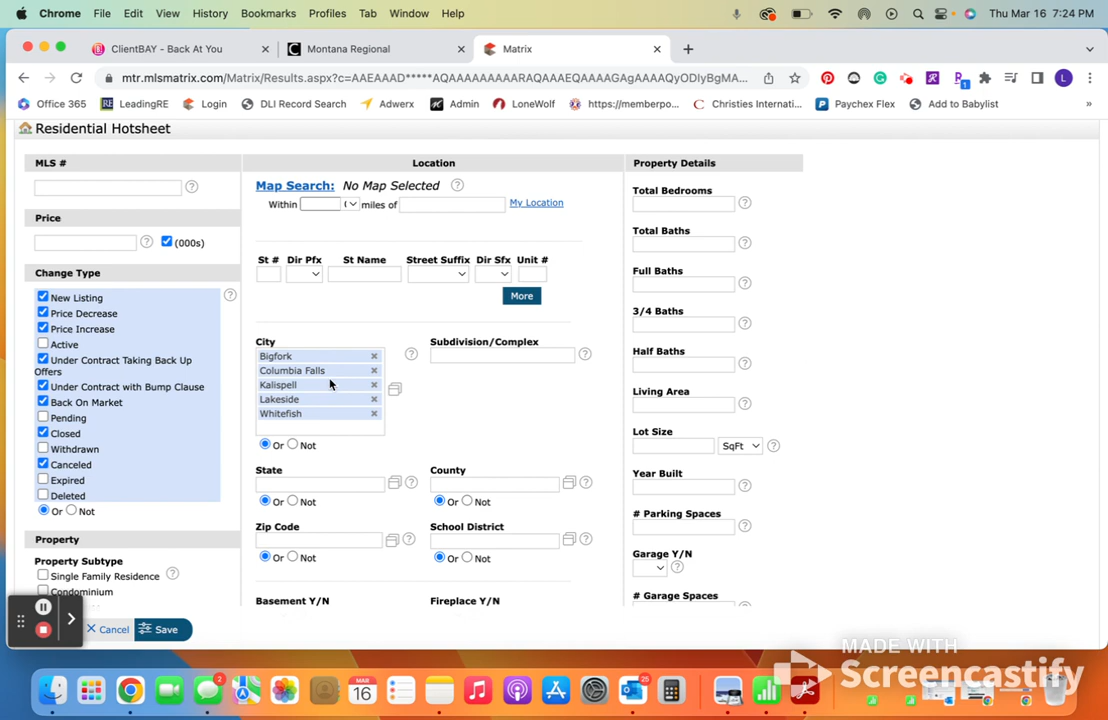 Chrome File Edit View History Bookmarks Profiles Tab Window Help Thu Mar 16 7:24 PM
ClientBAY - Back At You × Montana Regional × Matrix × +
mtr.mlsmatrix.com/Matrix/Results.aspx?c=AAEAAAD*****AQAAAAAAAAARAQAAAEQAAAAGAgAAAAQyODIyBgMAA... L
Office 365 LeadingRE Login DLI Record Search Adwerx Admin LoneWolf https://memberpo... Christies Internati... Paychex Flex Add to Babylist »
Residential Hotsheet
MLS # Location Property Details
Map Search: No Map Selected ?
Within miles of My Location
Total Bedrooms
Price
(000s)
Total Baths
St # Dir Pfx St Name Street Suffix Dir Sfx Unit #
More
Change Type
Full Baths
New Listing
Price Decrease
Price Increase
Active
Under Contract Taking Back Up Offers
Under Contract with Bump Clause
Back On Market
Pending
Closed
Withdrawn
Canceled
Expired
Deleted
Or Not
City Subdivision/Complex
Bigfork ×
Columbia Falls ×
Kalispell ×
Lakeside ×
Whitefish ×
Or Not
3/4 Baths
Half Baths
Living Area
Lot Size
SqFt
State County
Or Not Or Not
Year Built
Zip Code School District
Or Not Or Not
# Parking Spaces
Garage Y/N
Property
Property Subtype
Single Family Residence
Condominium
Basement Y/N Fireplace Y/N
# Garage Spaces
× Cancel Save
MADE WITH
Screencastify
2 MAR 16 25